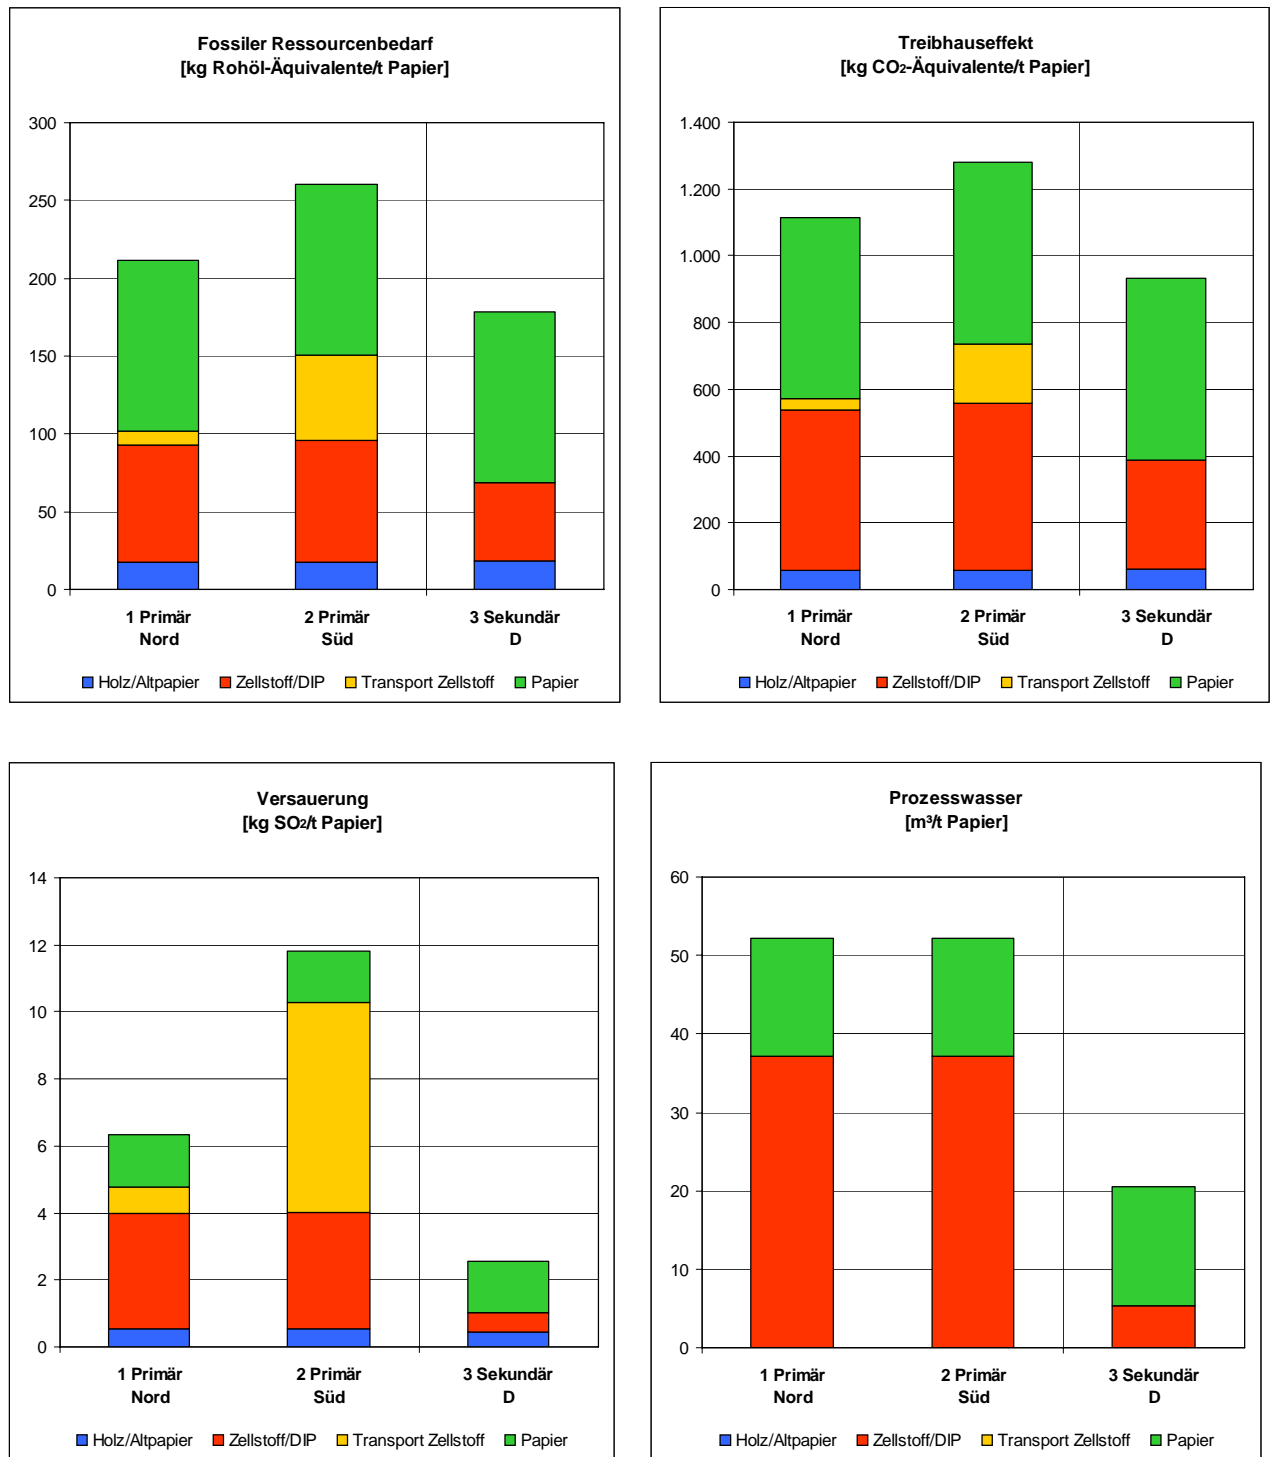 Fossiler Ressourcenbedarf
[kg Rohöl-Äquivalente/t Papier]
300
250
200
150
100
50
0
1 Primär
Nord
2 Primär
Süd
3 Sekundär
D
Holz/Altpapier Zellstoff/DIP Transport Zellstoff Papier
Treibhauseffekt
[kg CO2-Äquivalente/t Papier]
1.400
1.200
1.000
800
600
400
200
0
1 Primär
Nord
2 Primär
Süd
3 Sekundär
D
Holz/Altpapier Zellstoff/DIP Transport Zellstoff Papier
Versauerung
[kg SO2/t Papier]
14
12
10
8
6
4
2
0
1 Primär
Nord
2 Primär
Süd
3 Sekundär
D
Holz/Altpapier Zellstoff/DIP Transport Zellstoff Papier
Prozesswasser
[m³/t Papier]
60
50
40
30
20
10
0
1 Primär
Nord
2 Primär
Süd
3 Sekundär
D
Holz/Altpapier Zellstoff/DIP Transport Zellstoff Papier